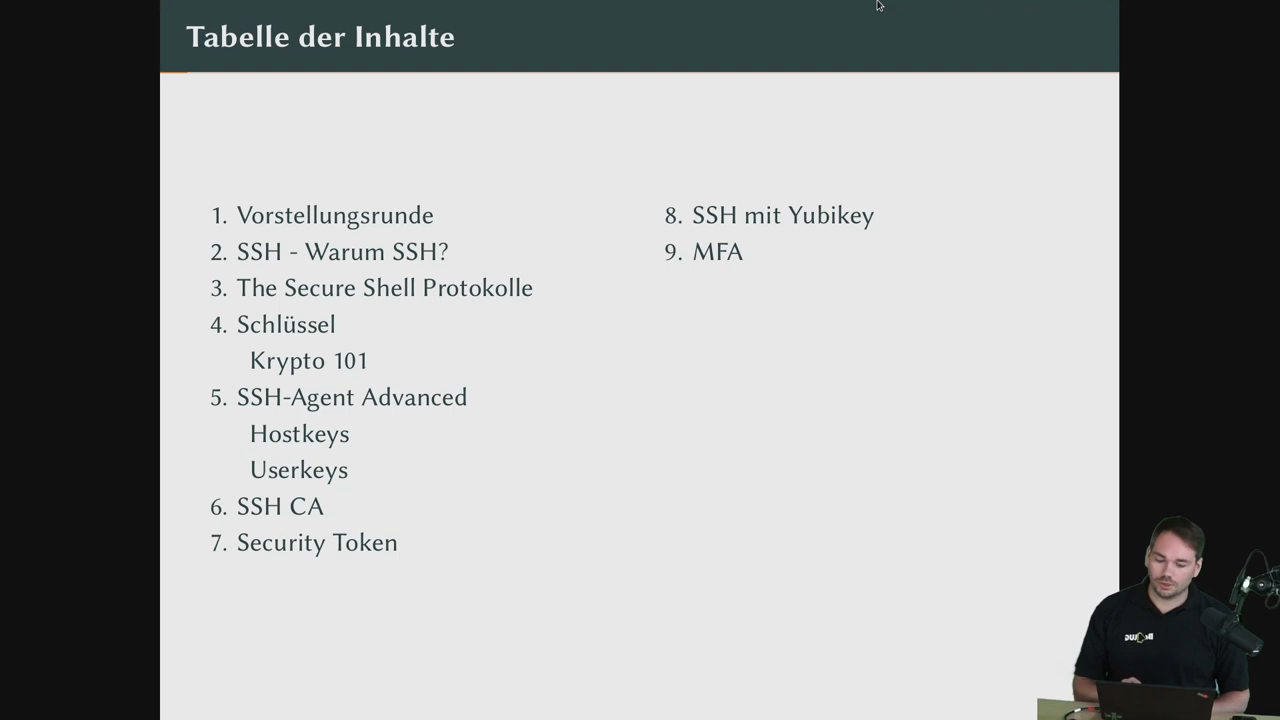 Tabelle der Inhalte
1. Vorstellungsrunde
2. SSH - Warum SSH?
3. The Secure Shell Protokolle
4. Schlüssel
Krypto 101
5. SSH-Agent Advanced
Hostkeys
Userkeys
6. SSH CA
7. Security Token
8. SSH mit Yubikey
9. MFA